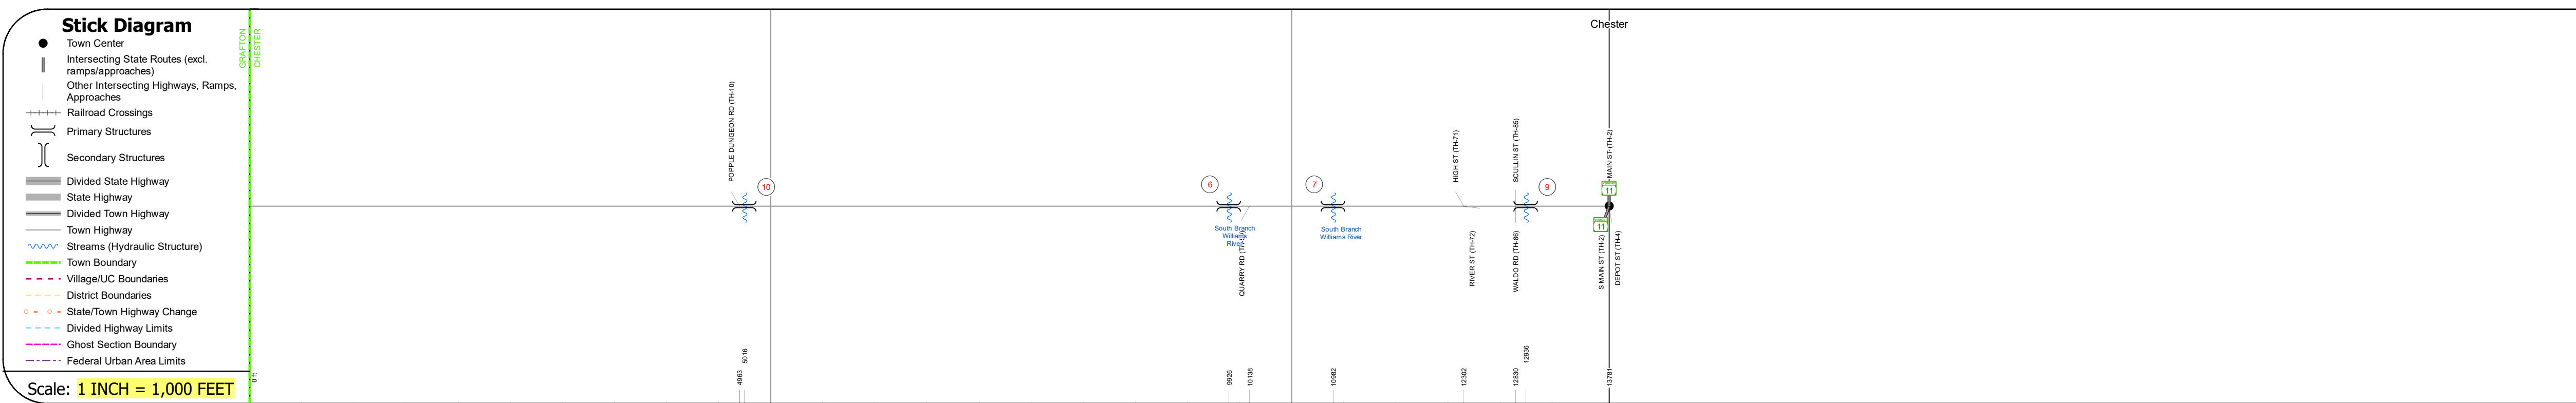 Stick Diagram
Town Center
Intersecting State Routes (excl.
ramps/approaches)
Other Intersecting Highways, Ramps,
Approaches
Railroad Crossings
Primary Structures
Secondary Structures
Divided State Highway
State Highway
Divided Town Highway
Town Highway
Streams (Hydraulic Structure)
Town Boundary
Village/UC Boundaries
District Boundaries
State/Town Highway Change
Divided Highway Limits
Ghost Section Boundary
Federal Urban Area Limits
Scale: 1 INCH = 1,000 FEET
GRAFTON
CHESTER
0 ft
POPPLE DUNGEON RD (TH-10)
10
4963
5016
6
South Branch
Williams
River
QUARRY RD (TH-59)
9926
10138
7
South Branch
Williams River
10982
HIGH ST (TH-71)
RIVER ST (TH-72)
12302
SCULLIN ST (TH-85)
WALDO RD (TH-86)
9
12830
12936
Chester
MAIN ST (TH-2)
11
11
S MAIN ST (TH-2)
DEPOT ST (TH-4)
13781